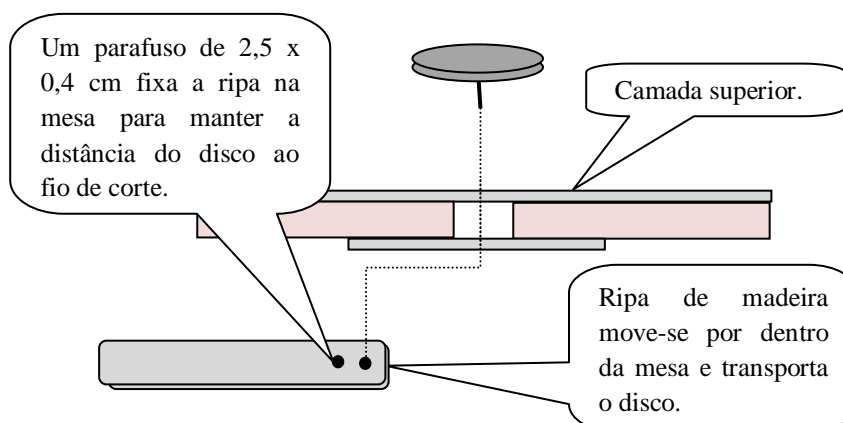 Um parafuso de 2,5 x
0,4 cm fixa a ripa na
mesa para manter a
distância do disco ao
fio de corte.
Camada superior.
Ripa de madeira
move-se por dentro
da mesa e transporta
o disco.